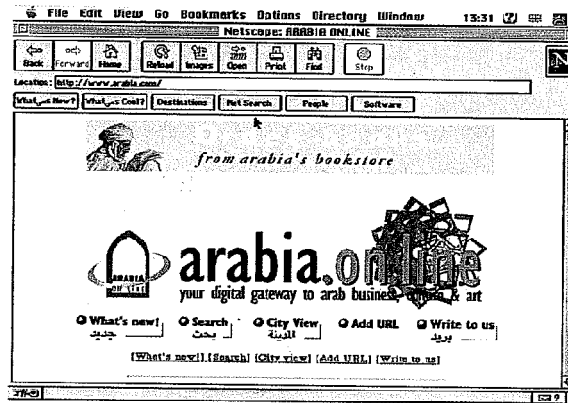 File Edit View Go Bookmarks Options Directory Window 13:31
Netscape: ARABIA ONLINE
Back Forward Home Reload Images Open Print Find Stop
Location: http://www.arabia.com/
What's New? What's Cool? Destinations Net Search People Software
from arabia's bookstore
ARABIA
ON LINE
arabia.online
your digital gateway to arab business, culture & art
What's new! Search City View Add URL Write to us
جديد بحث المدينة بريد
[What's new!] [Search] [City view] [Add URL] [Write to us]